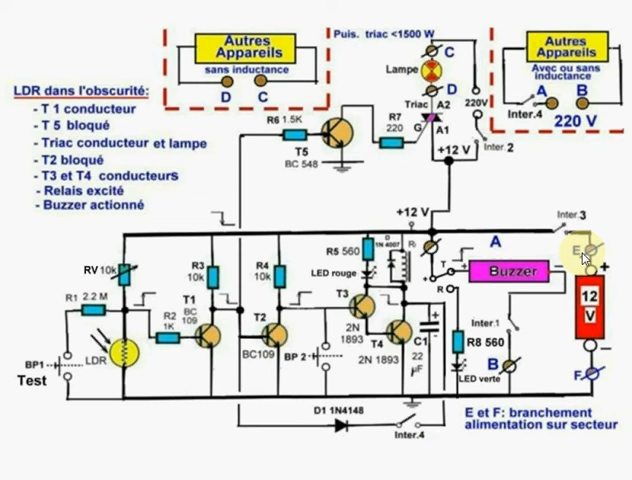 Autres
Appareils
sans inductance
D C
Puis. triac <1500 W
C
Lampe
D
Triac A2
G A1
220V
Inter.2
+12 V
Autres
Appareils
Avec ou sans
inductance
A B
Inter.4
220 V
LDR dans l'obscurité:
- T 1 conducteur
- T 5 bloqué
- Triac conducteur et lampe
- T2 bloqué
- T3 et T4 conducteurs
- Relais excité
- Buzzer actionné
R6 1.5K
T5
BC 548
R7
220
+12 V
Inter.3
E
RV 10k
R3
10k
R4
10k
R5 560
D
1N 4007
Rl
LED rouge
A
T
+
Buzzer
–
R
+
12
V
–
R1 2.2 M
R2
1K
T1
BC
109
T2
BC109
T3
2N
1893
T4
2N 1893
BP 2
C1
22
µF
+
R8 560
LED verte
Inter.1
B
F
LDR
BP1
Test
D1 1N4148
Inter.4
E et F: branchement
alimentation sur secteur